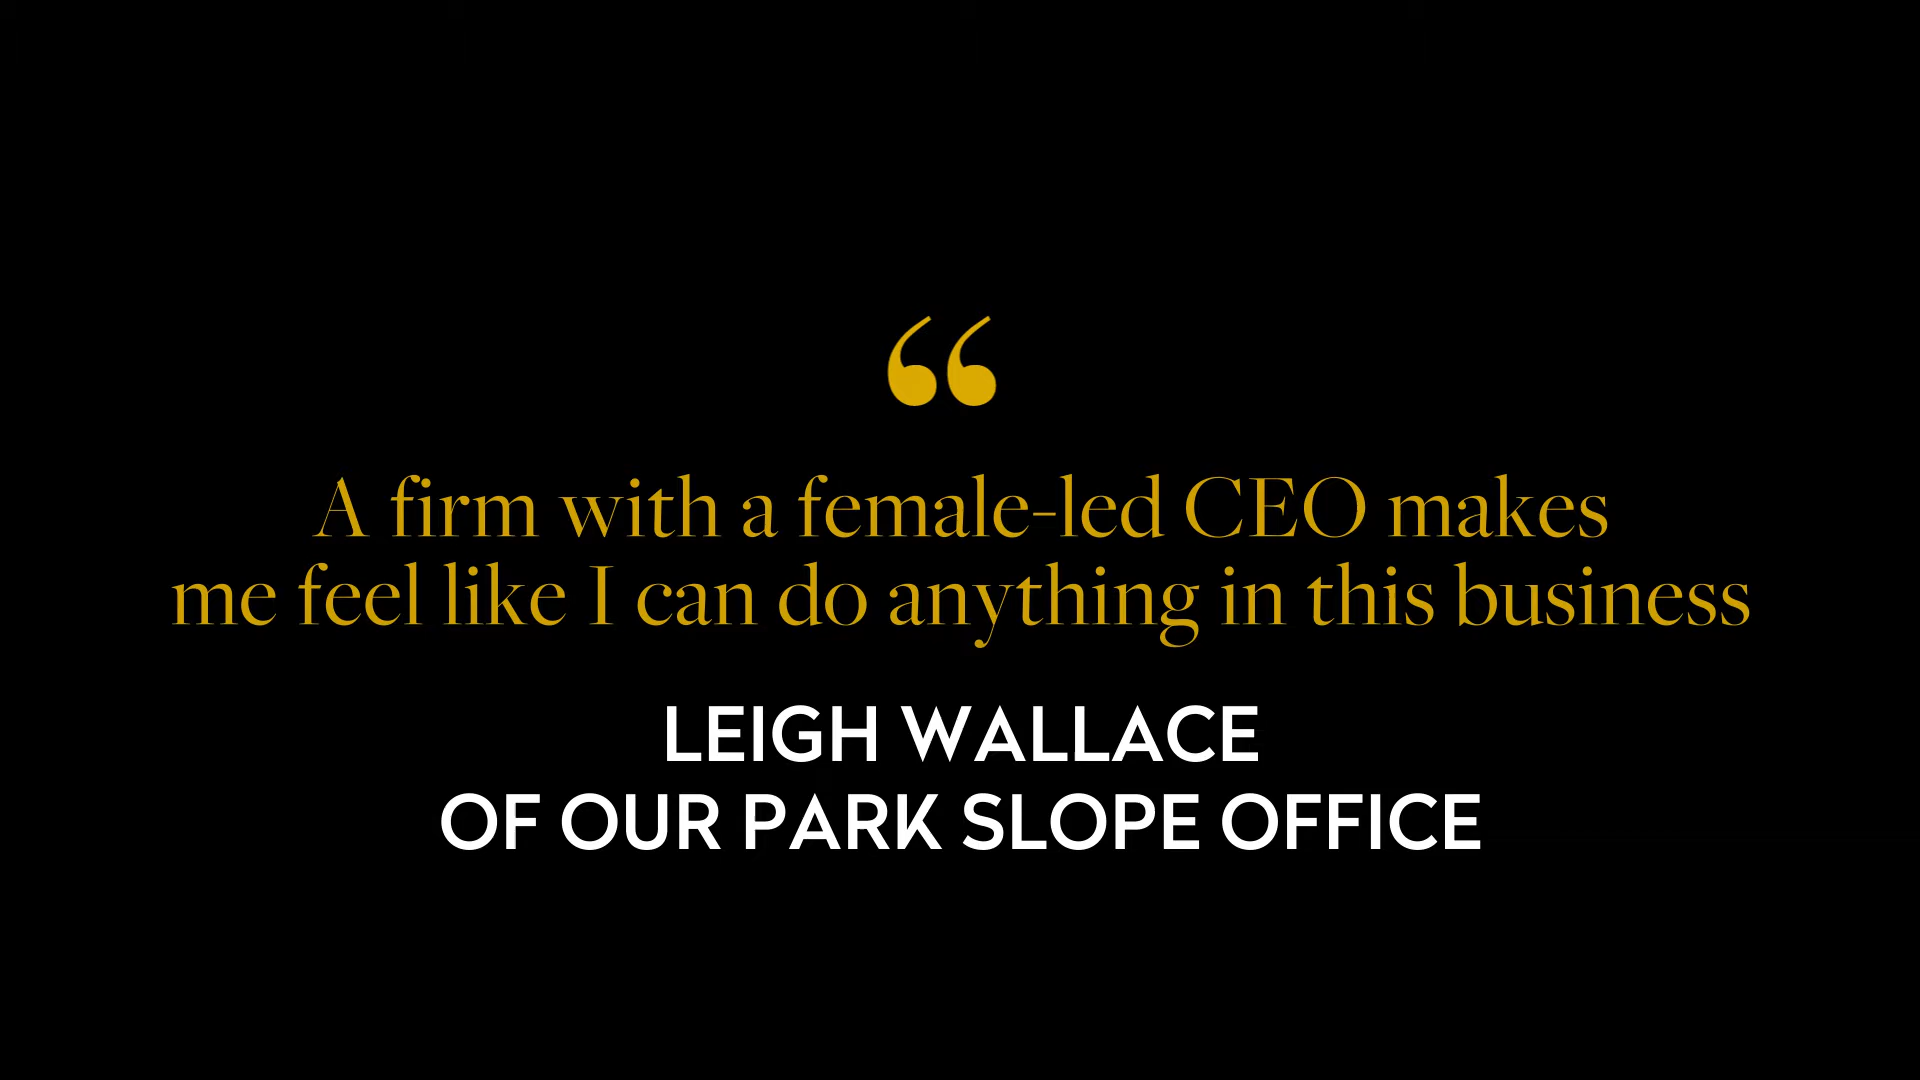 “
A firm with a female-led CEO makes
me feel like I can do anything in this business
LEIGH WALLACE
OF OUR PARK SLOPE OFFICE